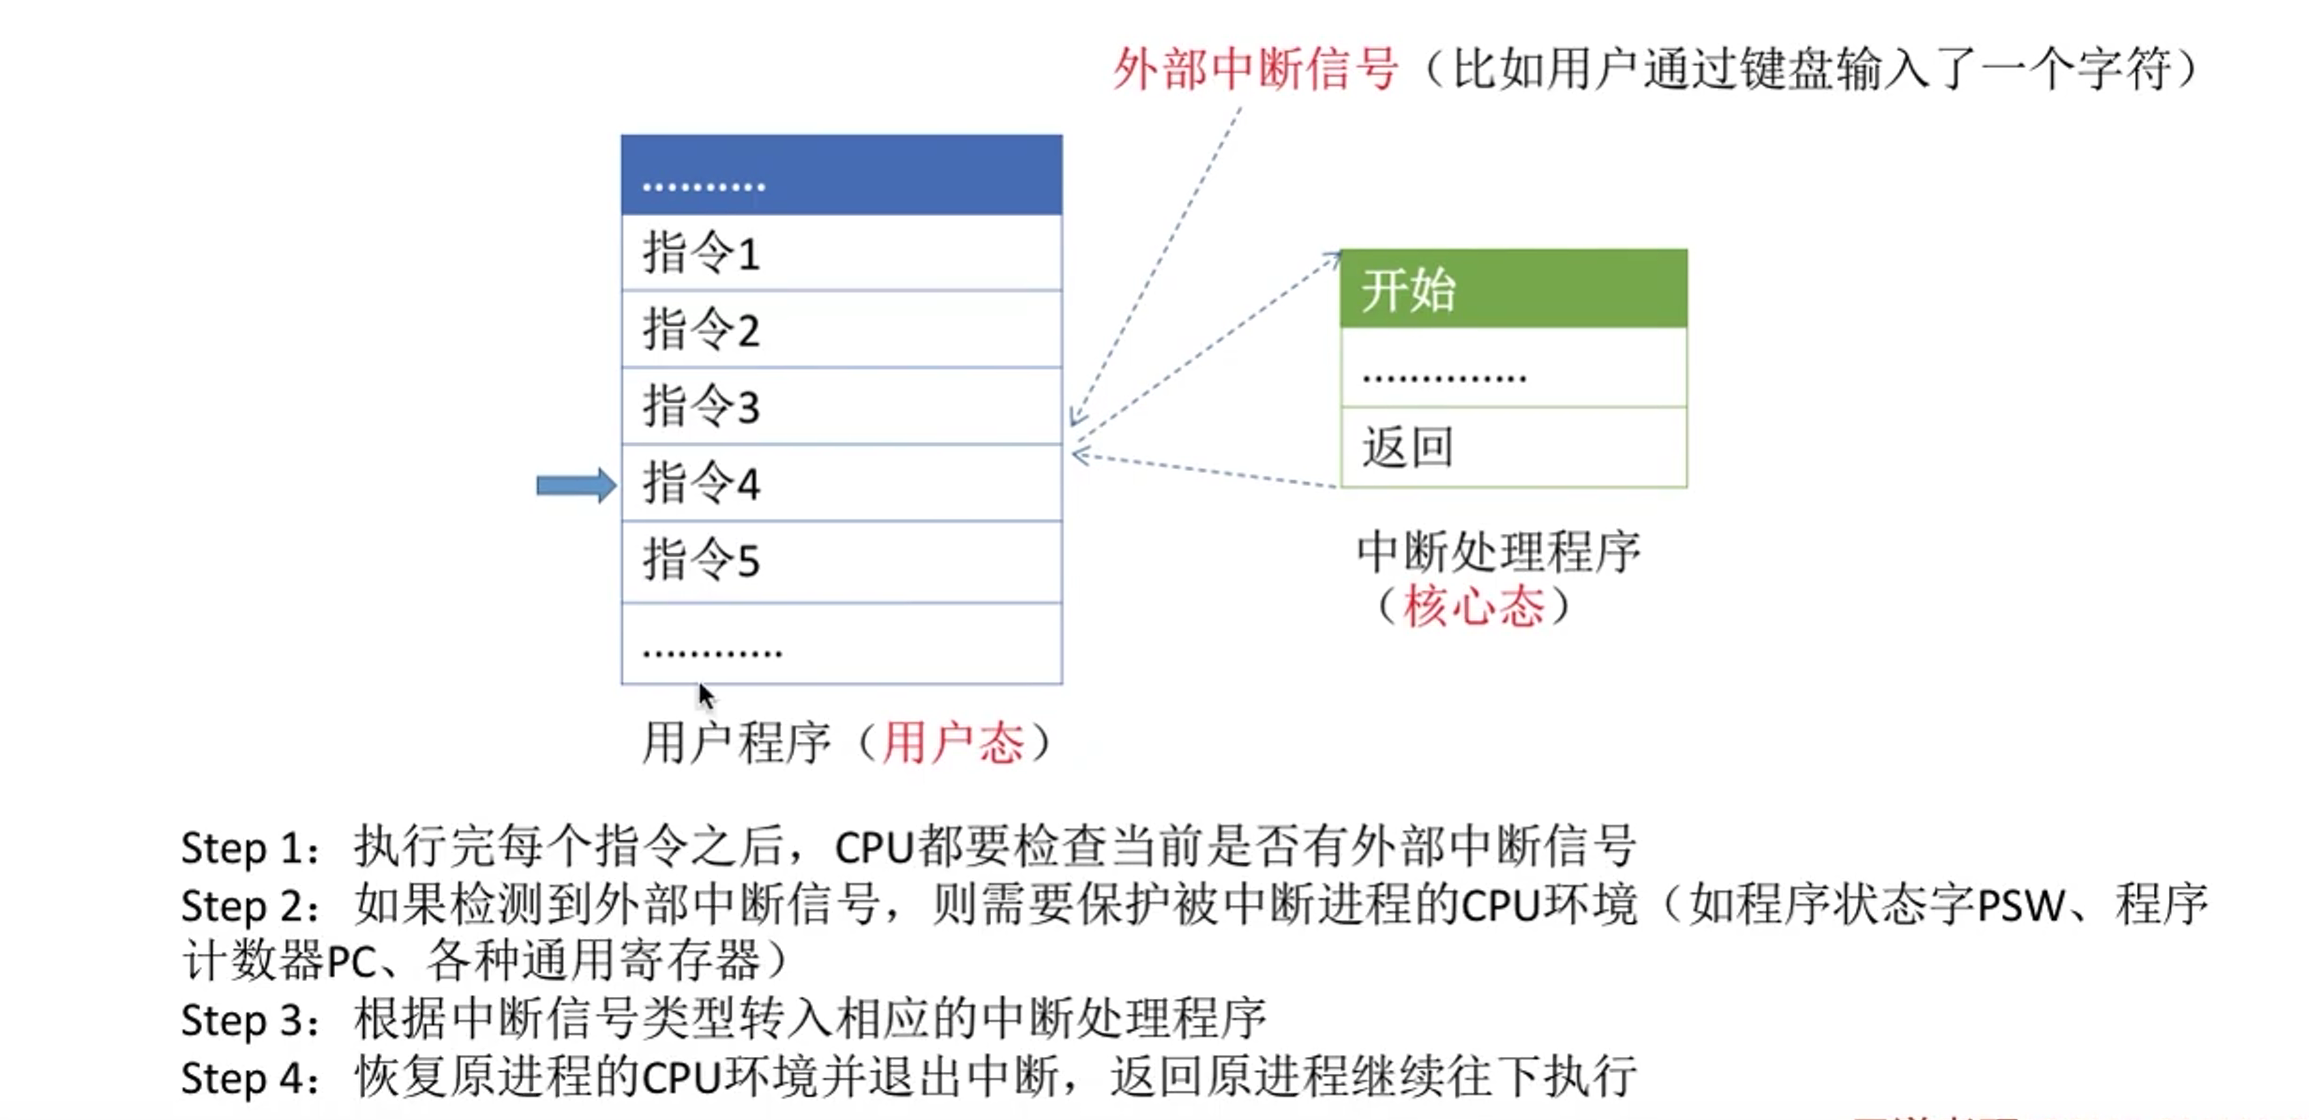 外部中断信号（比如用户通过键盘输入了一个字符）
..........
指令1
指令2
指令3
指令4
指令5
............
用户程序（用户态）
开始
..............
返回
中断处理程序
（核心态）
Step 1：执行完每个指令之后，CPU都要检查当前是否有外部中断信号
Step 2：如果检测到外部中断信号，则需要保护被中断进程的CPU环境（如程序状态字PSW、程序
计数器PC、各种通用寄存器）
Step 3：根据中断信号类型转入相应的中断处理程序
Step 4：恢复原进程的CPU环境并退出中断，返回原进程继续往下执行